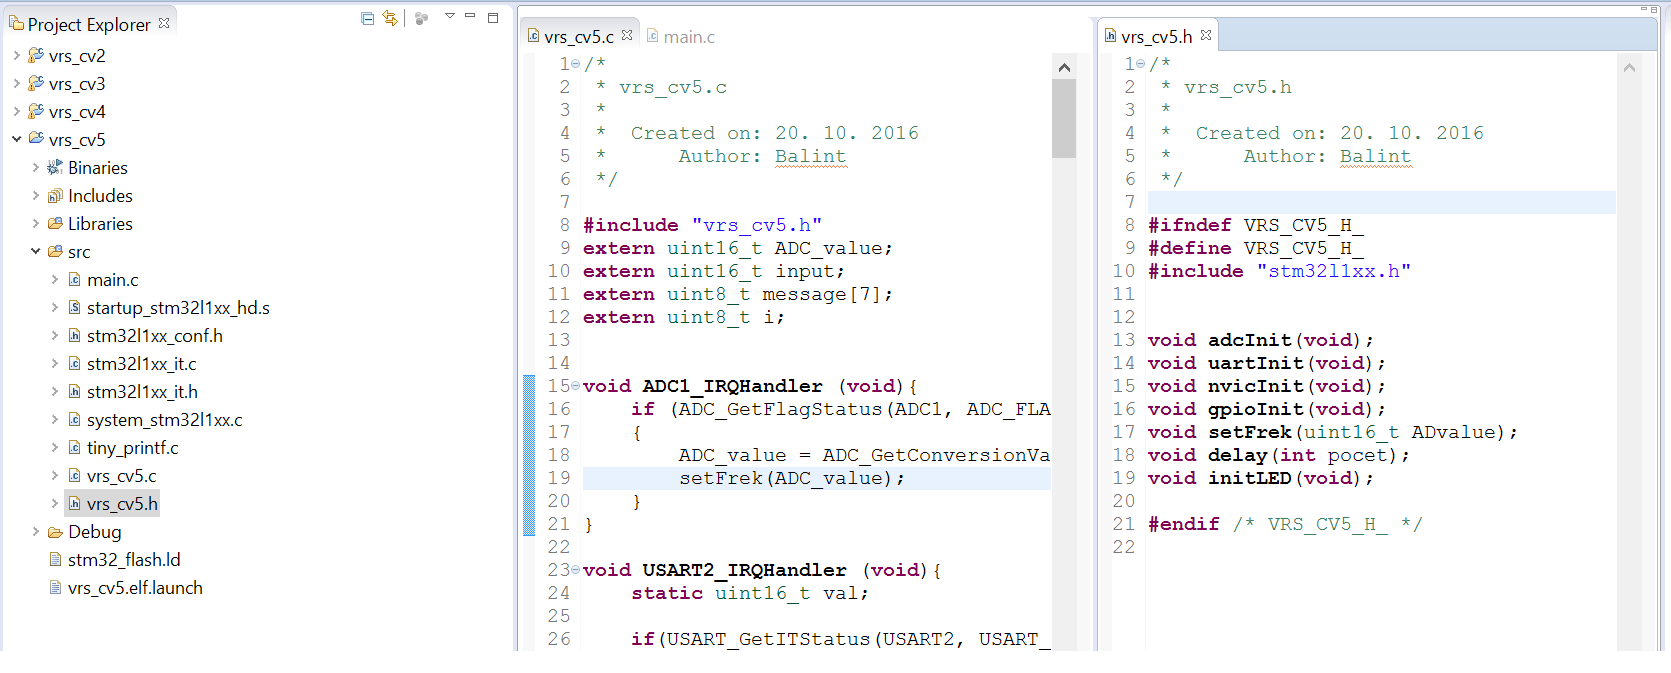 Project Explorer
vrs_cv2
vrs_cv3
vrs_cv4
vrs_cv5
Binaries
Includes
Libraries
src
main.c
startup_stm32l1xx_hd.s
stm32l1xx_conf.h
stm32l1xx_it.c
stm32l1xx_it.h
system_stm32l1xx.c
tiny_printf.c
vrs_cv5.c
vrs_cv5.h
Debug
stm32_flash.ld
vrs_cv5.elf.launch
vrs_cv5.c main.c
1 /*
2  * vrs_cv5.c
3  *
4  *  Created on: 20. 10. 2016
5  *      Author: Balint
6  */
7
8 #include "vrs_cv5.h"
9 extern uint16_t ADC_value;
10 extern uint16_t input;
11 extern uint8_t message[7];
12 extern uint8_t i;
13
14
15 void ADC1_IRQHandler (void){
16     if (ADC_GetFlagStatus(ADC1, ADC_FLA
17     {
18         ADC_value = ADC_GetConversionVa
19         setFrek(ADC_value);
20     }
21 }
22
23 void USART2_IRQHandler (void){
24     static uint16_t val;
25
26     if(USART_GetITStatus(USART2, USART_
vrs_cv5.h
1 /*
2  * vrs_cv5.h
3  *
4  *  Created on: 20. 10. 2016
5  *      Author: Balint
6  */
7
8 #ifndef VRS_CV5_H_
9 #define VRS_CV5_H_
10 #include "stm32l1xx.h"
11
12
13 void adcInit(void);
14 void uartInit(void);
15 void nvicInit(void);
16 void gpioInit(void);
17 void setFrek(uint16_t ADvalue);
18 void delay(int pocet);
19 void initLED(void);
20
21 #endif /* VRS_CV5_H_ */
22